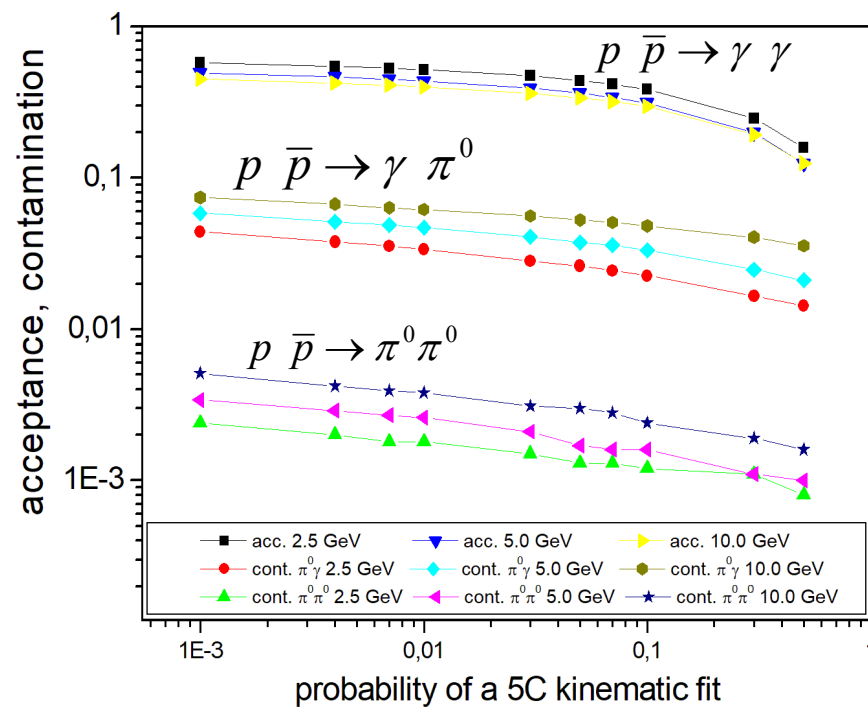 acceptance, contamination
1
0,1
0,01
1E-3
p p̅ → γ γ
p p̅ → γ π⁰
p p̅ → π⁰ π⁰
acc. 2.5 GeV acc. 5.0 GeV acc. 10.0 GeV
cont. π⁰γ 2.5 GeV cont. π⁰γ 5.0 GeV cont. π⁰γ 10.0 GeV
cont. π⁰π⁰ 2.5 GeV cont. π⁰π⁰ 5.0 GeV cont. π⁰π⁰ 10.0 GeV
1E-3 0,01 0,1
probability of a 5C kinematic fit